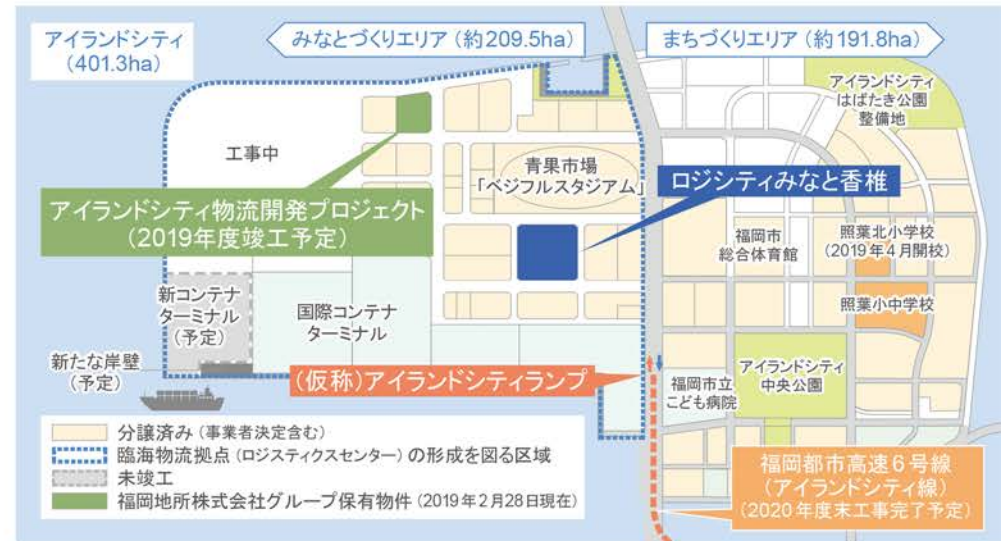 アイランドシティ
(401.3ha)
みなとづくりエリア (約209.5ha)
まちづくりエリア (約191.8ha)
アイランドシティ
はばたき公園
整備地
工事中
青果市場
「ベジフルスタジアム」
ロジシティみなと香椎
アイランドシティ物流開発プロジェクト
(2019年度竣工予定)
福岡市
総合体育館
照葉北小学校
(2019年4月開校)
新コンテナ
ターミナル
(予定)
国際コンテナ
ターミナル
照葉小中学校
新たな岸壁
(予定)
(仮称)アイランドシティランプ
福岡市立
こども病院
アイランドシティ
中央公園
分譲済み (事業者決定含む)
臨海物流拠点 (ロジスティクスセンター) の形成を図る区域
未竣工
福岡地所株式会社グループ保有物件 (2019年2月28日現在)
福岡都市高速6号線
(アイランドシティ線)
(2020年度末工事完了予定)